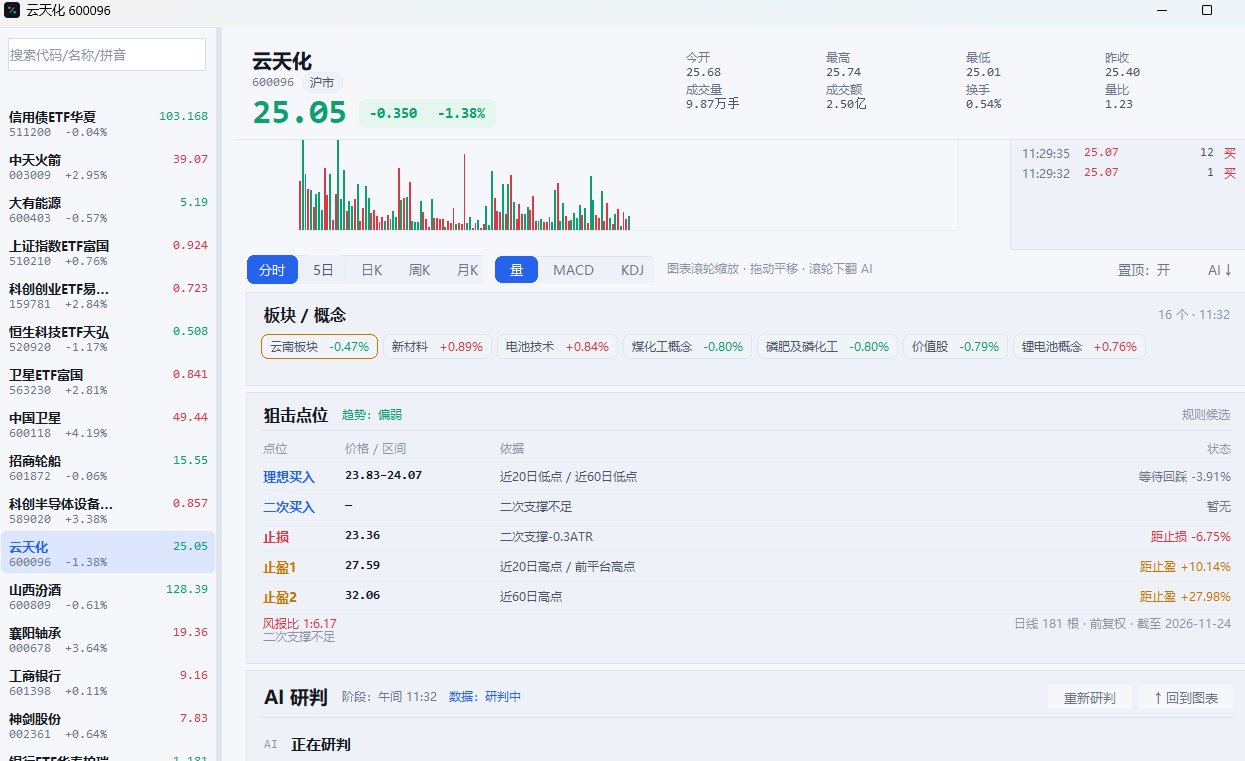 云天化 600096
搜索代码/名称/拼音
信用债ETF华夏 103.168
511200 -0.04%
中天火箭 39.07
003009 +2.95%
大有能源 5.19
600403 -0.57%
上证指数ETF富国 0.924
510210 +0.76%
科创创业ETF易... 0.723
159781 +2.84%
恒生科技ETF天弘 0.508
520920 -1.17%
卫星ETF富国 0.841
563230 +2.81%
中国卫星 49.44
600118 +4.19%
招商轮船 15.55
601872 -0.06%
科创半导体设备... 0.857
589020 +3.38%
云天化 25.05
600096 -1.38%
山西汾酒 128.39
600809 -0.61%
襄阳轴承 19.36
000678 +3.64%
工商银行 9.16
601398 +0.11%
神剑股份 7.83
002361 +0.64%
云天化
600096 沪市
25.05 -0.350 -1.38%
今开 最高 最低 昨收
25.68 25.74 25.01 25.40
成交量 成交额 换手 量比
9.87万手 2.50亿 0.54% 1.23
11:29:35 25.07 12 买
11:29:32 25.07 1 买
分时 5日 日K 周K 月K 量 MACD KDJ 图表滚轮缩放 · 拖动平移 · 滚轮下翻 AI 置顶: 开 AI↓
板块 / 概念 16 个 · 11:32
云南板块 -0.47% 新材料 +0.89% 电池技术 +0.84% 煤化工概念 -0.80% 磷肥及磷化工 -0.80% 价值股 -0.79% 锂电池概念 +0.76%
狙击点位 趋势: 偏弱 规则候选
点位 价格 / 区间 依据 状态
理想买入 23.83-24.07 近20日低点 / 近60日低点 等待回踩 -3.91%
二次买入 — 二次支撑不足 暂无
止损 23.36 二次支撑-0.3ATR 距止损 -6.75%
止盈1 27.59 近20日高点 / 前平台高点 距止盈 +10.14%
止盈2 32.06 近60日高点 距止盈 +27.98%
风报比 1:6.17 日线 181 根 · 前复权 · 截至 2026-11-24
二次支撑不足
AI 研判 阶段: 午间 11:32 数据: 研判中 重新研判 ↑回到图表
AI 正在研判